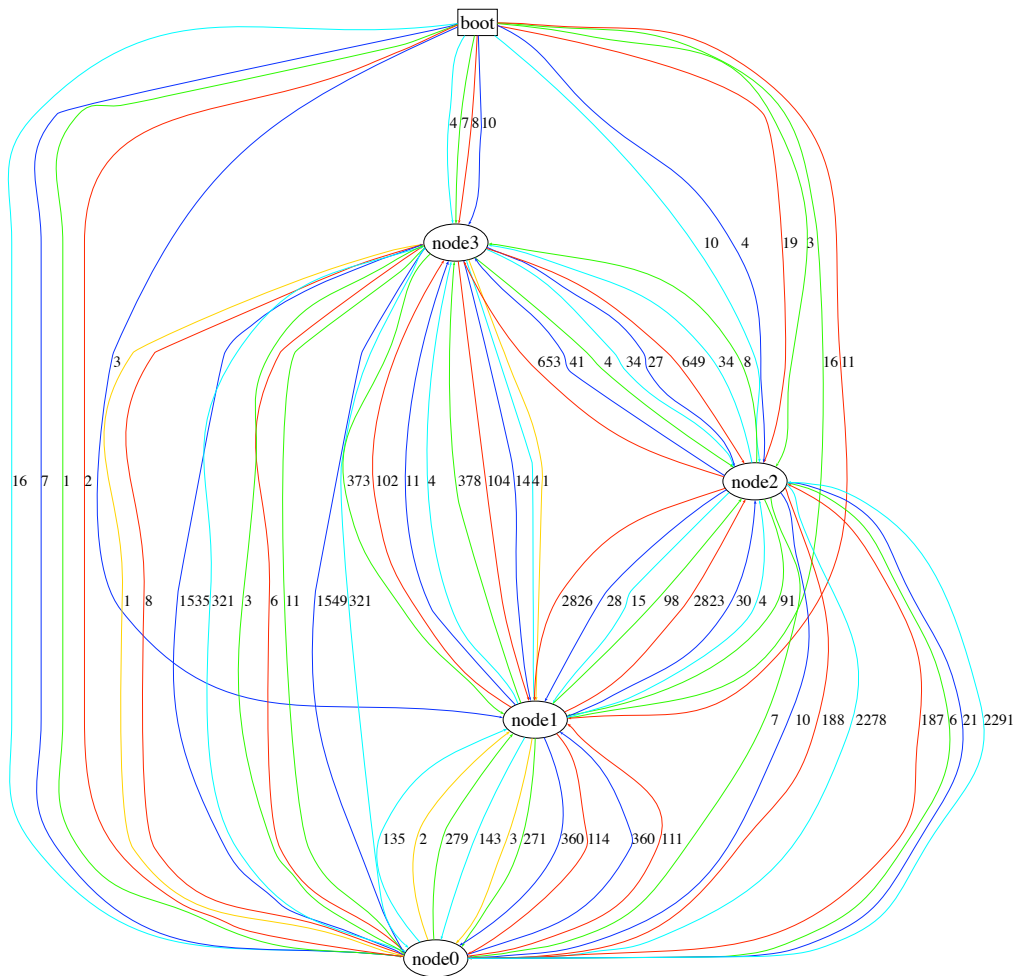 boot
4 7 8 10
10 4 19 3
node3
3 653 41 4 34 27 649 34 8 16 11
16 7 1 2 373 102 11 4 378 104 144 1
node2
1 8 1535 321 3 6 11 1549 321 2826 28 15 98 2823 30 4 91
node1
7 10 188 2278 187 6 21 2291
135 2 279 143 3 271 360 114 360 111
node0